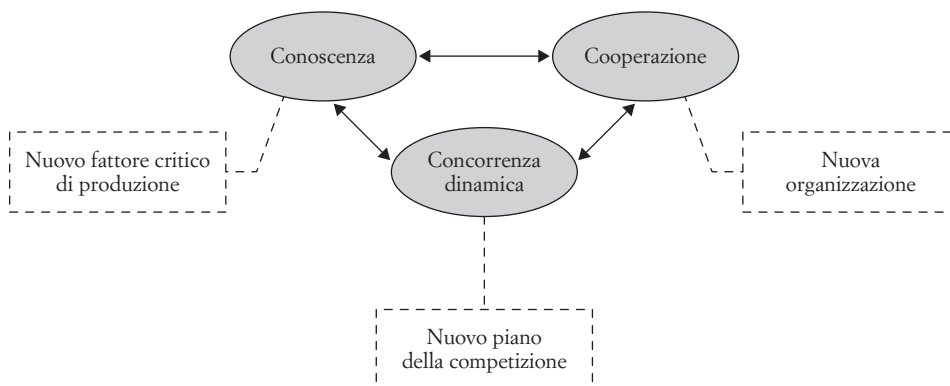 Conoscenza
Cooperazione
Nuovo fattore critico
di produzione
Concorrenza
dinamica
Nuova
organizzazione
Nuovo piano
della competizione